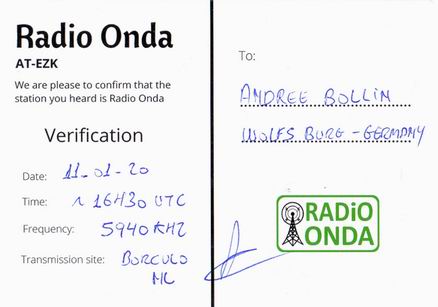 Radio Onda
AT-EZK
We are please to confirm that the
station you heard is Radio Onda
Verification
Date: 11-01-20
Time: ~ 16H30 UTC
Frequency: 5940 KHZ
Transmission site: BORCULO
NL
To:
ANDREE BOLLIN
WOLFSBURG - GERMANY
RADiO
ONDA